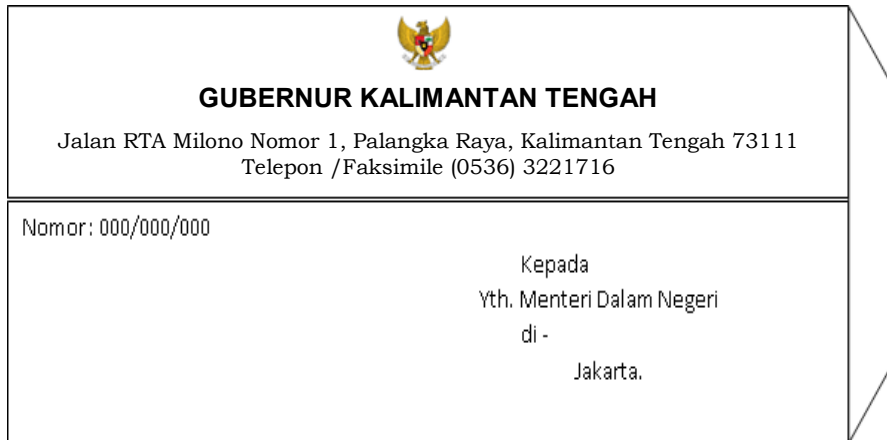 GUBERNUR KALIMANTAN TENGAH
Jalan RTA Milono Nomor 1, Palangka Raya, Kalimantan Tengah 73111
Telepon /Faksimile (0536) 3221716
Nomor: 000/000/000
Kepada
Yth. Menteri Dalam Negeri
di -
Jakarta.